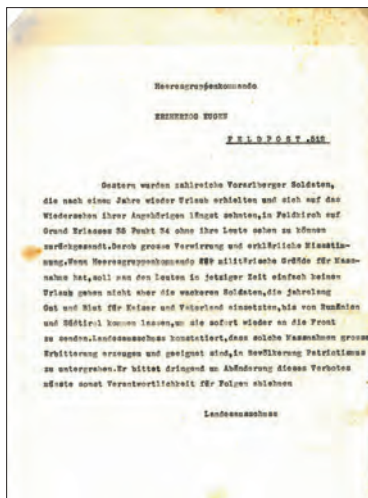 Heeresgruppenkommando
ERZHERZOG EUGEN
FELDPOST .512
Gestern wurden zahlreiche Vorarlberger Soldaten,
die nach einem Jahre wieder Urlaub erhielten und sich auf das
Wiedersehen ihrer Angehörigen längst sehnten,in Feldkirch auf
Grund Erlasses 55 Punkt 24 ohne ihre Leute sehen zu können
zurückgesandt.Derob grosse Verwirrung und erklärliche Misstim-
mung.Wenn Heeresgruppenkommando für militärische Gründe für Mass-
nahme hat,soll man den Leuten in jetziger Zeit einfach keinen
Urlaub geben nicht aber die wackeren Soldaten,die jahrelang
Gut und Blut für Kaiser und Vaterland einsetzten,bis von Rumänien
und Südtirol kommen lassen,um sie sofort wieder an die Front
zu senden.Landesausschuss konstatiert,dass solche Massnahmen grosse
Erbitterung erzeugen und geeignet sind,in Bevölkerung Patriotismus
zu untergraben.Er bittet dringend um Abänderung dieses Verbotes
müsste sonst Verantwortlichkeit für Folgen ablehnen
Landesausschuss